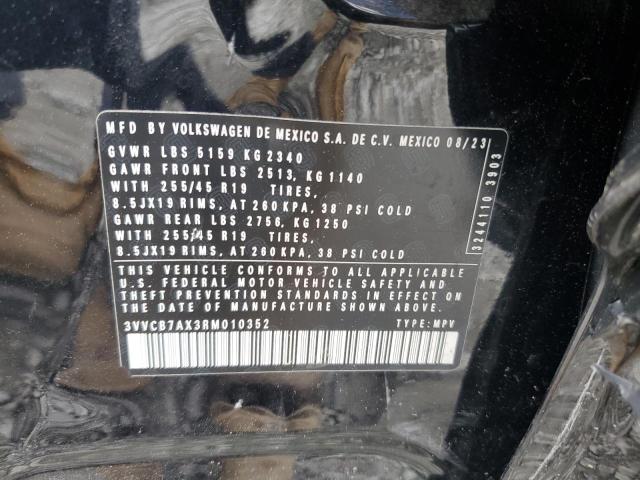 MFD BY VOLKSWAGEN DE MEXICO S.A. DE C.V. MEXICO 08/23
GVWR LBS 5159 KG 2340
GAWR FRONT LBS 2513, KG 1140
WITH 255/45 R19 TIRES,
8.5JX19 RIMS, AT 260 KPA, 38 PSI COLD
GAWR REAR LBS 2756, KG 1250
WITH 255/45 R19 TIRES,
8.5JX19 RIMS, AT 260 KPA, 38 PSI COLD
THIS VEHICLE CONFORMS TO ALL APPLICABLE
U.S. FEDERAL MOTOR VEHICLE SAFETY AND
THEFT PREVENTION STANDARDS IN EFFECT ON
THE DATE OF MANUFACTURE SHOWN ABOVE.
3VVCB7AX3RM010352 TYPE: MPV
3244110 3903